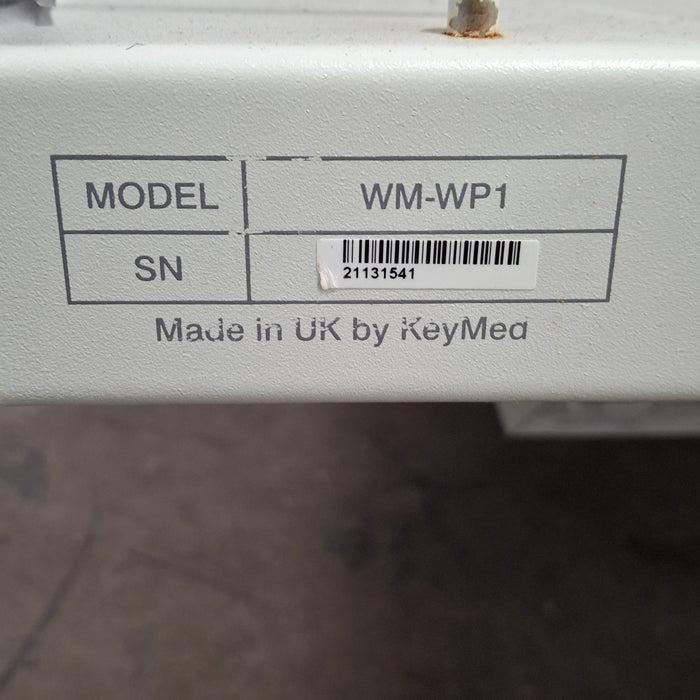 MODEL WM-WP1
SN 21131541
Made in UK by KeyMed